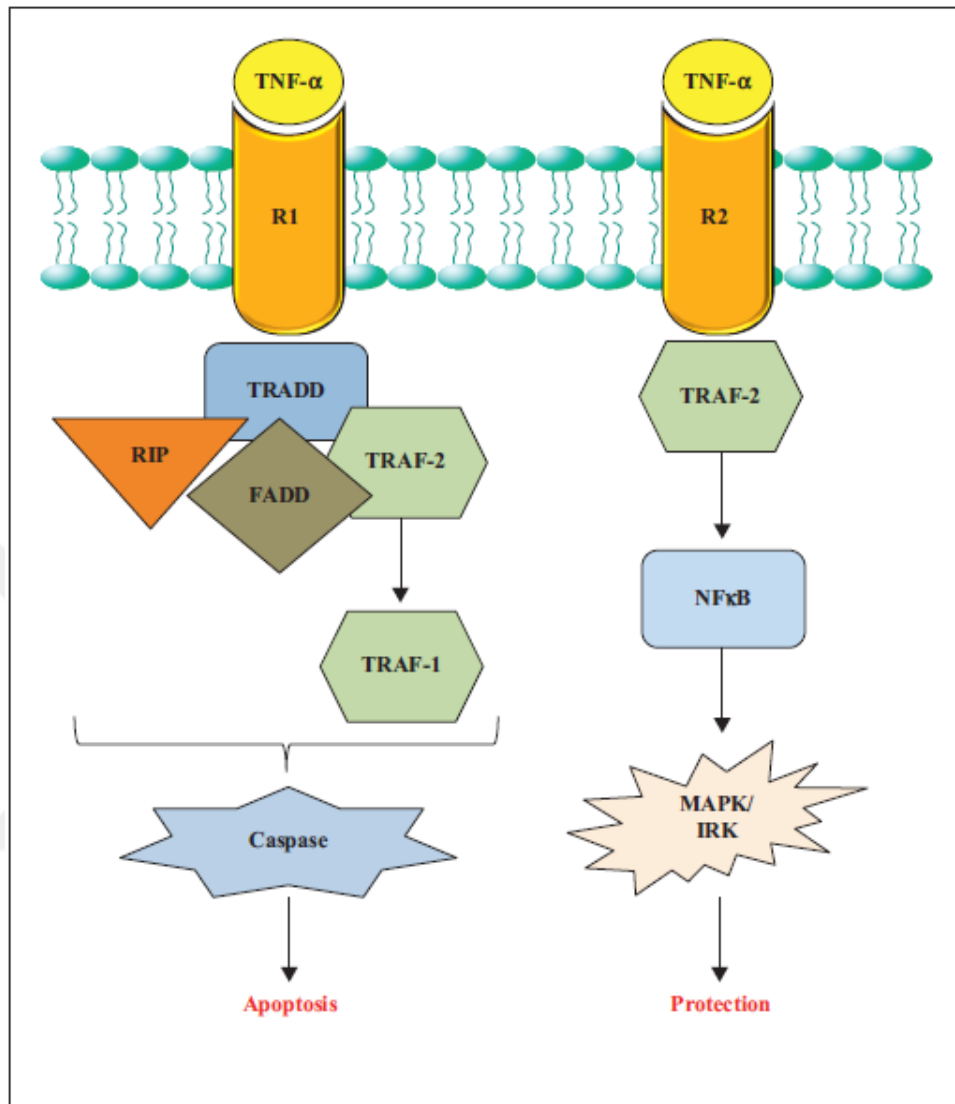 TNF-α
TNF-α
R1
R2
TRADD
RIP
FADD
TRAF-2
TRAF-2
NFκB
TRAF-1
MAPK/
IRK
Caspase
Apoptosis
Protection